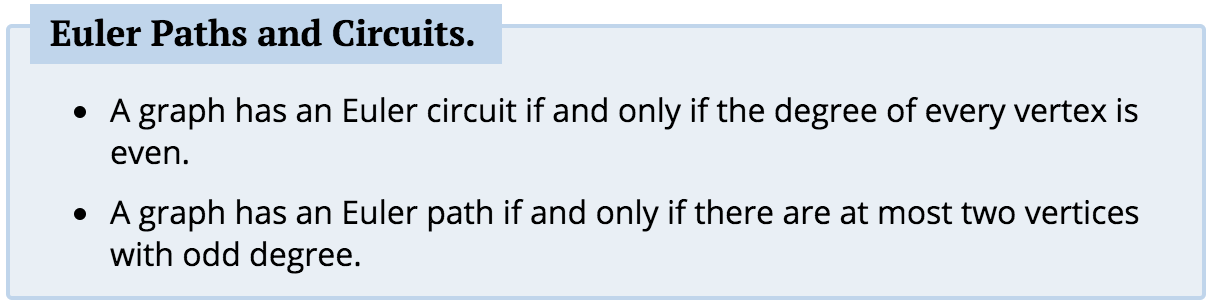 Euler Paths and Circuits.
• A graph has an Euler circuit if and only if the degree of every vertex is
even.
• A graph has an Euler path if and only if there are at most two vertices
with odd degree.